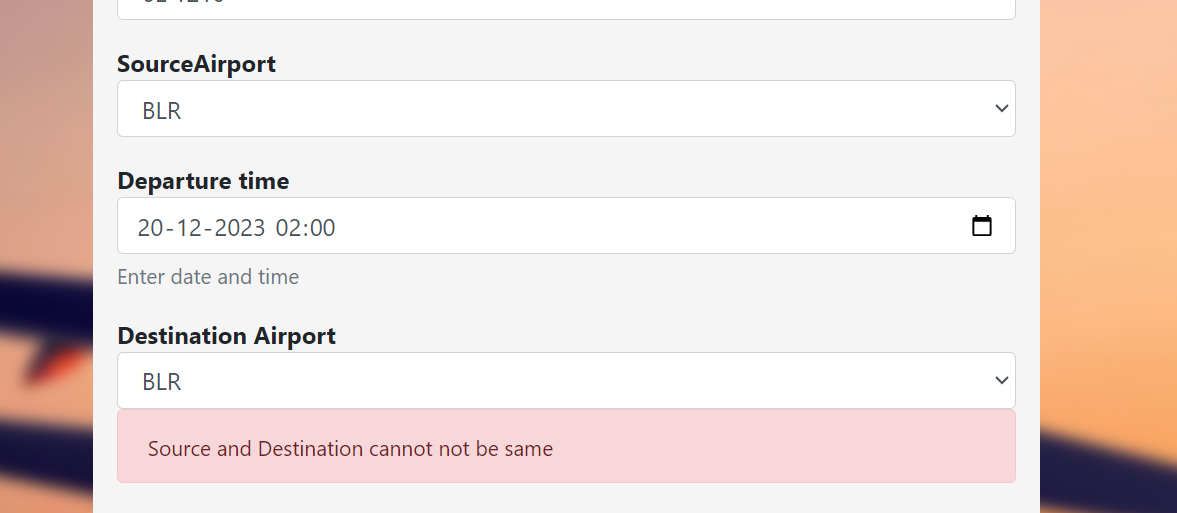 SourceAirport
BLR
Departure time
20-12-2023 02:00
Enter date and time
Destination Airport
BLR
Source and Destination cannot not be same